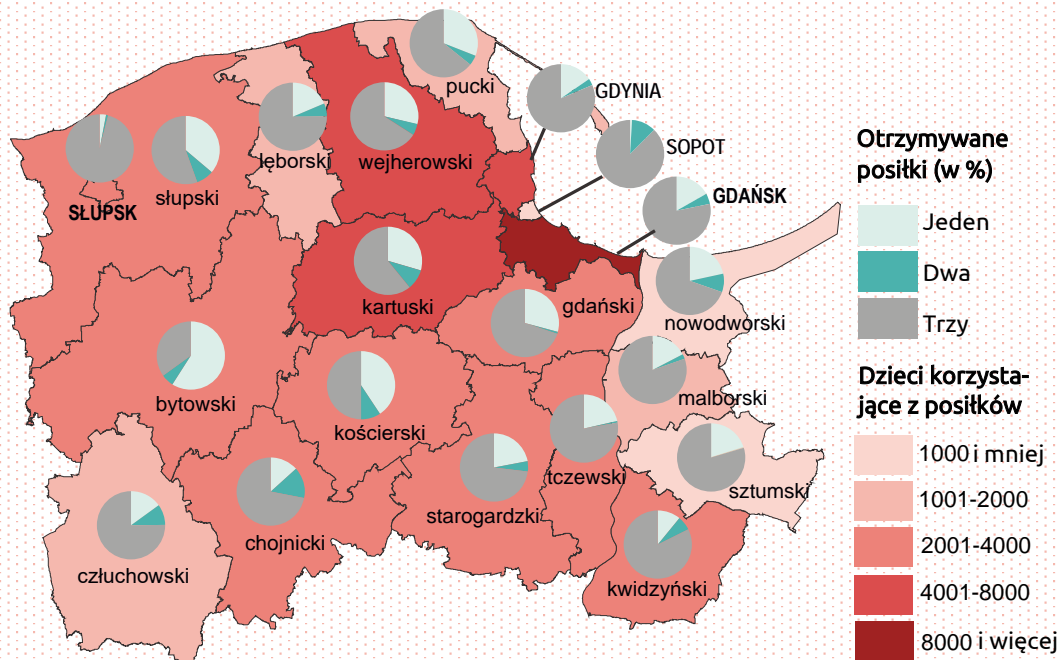 pucki
GDYNIA
SOPOT
GDAŃSK
lęborski
wejherowski
słupski
SŁUPSK
kartuski
gdański
nowodworski
bytowski
kościerski
malborski
tczewski
sztumski
starogardzki
chojnicki
człuchowski
kwidzyński
Otrzymywane
posiłki (w %)
Jeden
Dwa
Trzy
Dzieci korzysta-
jące z posiłków
1000 i mniej
1001-2000
2001-4000
4001-8000
8000 i więcej